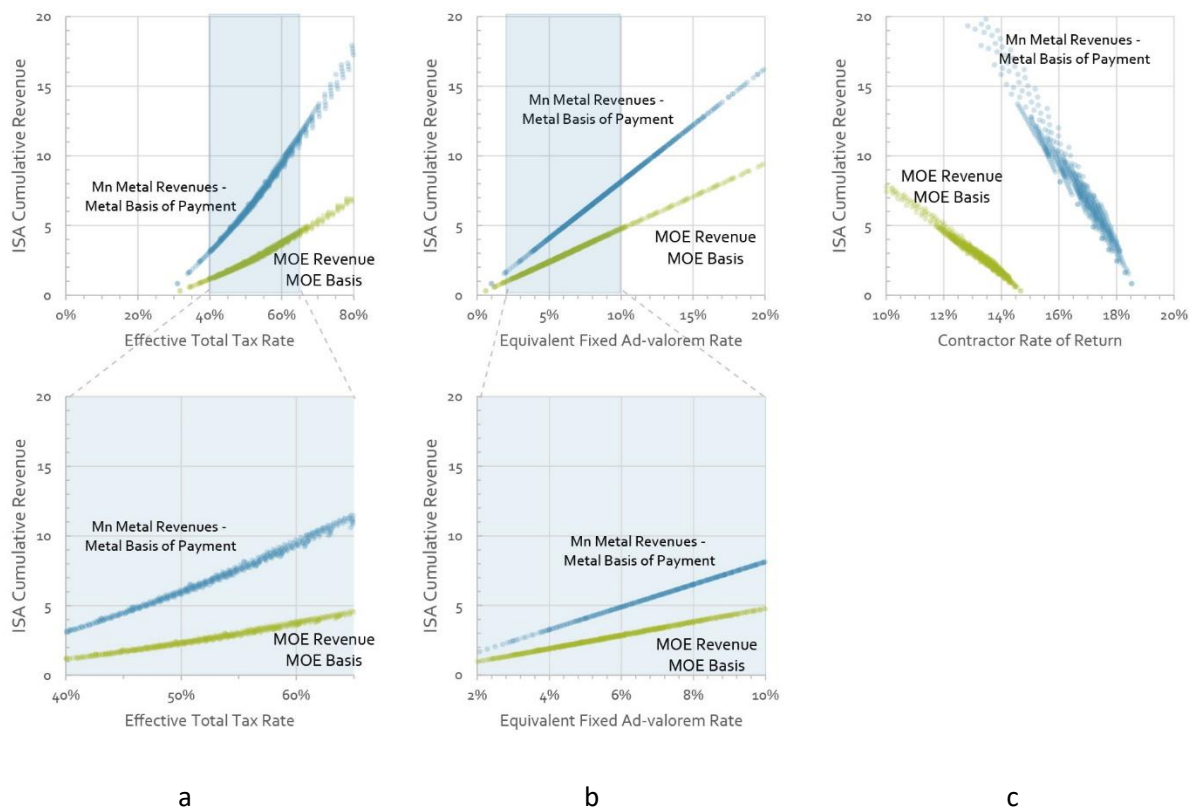 ISA Cumulative Revenue
20
15
10
5
0
Mn Metal Revenues -
Metal Basis of Payment
MOE Revenue
MOE Basis
0%
20%
40%
60%
80%
Effective Total Tax Rate
ISA Cumulative Revenue
20
15
10
5
0
Mn Metal Revenues -
Metal Basis of Payment
MOE Revenue
MOE Basis
0%
5%
10%
15%
20%
Equivalent Fixed Ad-valorem Rate
ISA Cumulative Revenue
20
15
10
5
0
Mn Metal Revenues -
Metal Basis of Payment
MOE Revenue
MOE Basis
10%
12%
14%
16%
18%
20%
Contractor Rate of Return
ISA Cumulative Revenue
20
15
10
5
0
Mn Metal Revenues -
Metal Basis of Payment
MOE Revenue
MOE Basis
40%
50%
60%
Effective Total Tax Rate
ISA Cumulative Revenue
20
15
10
5
0
Mn Metal Revenues -
Metal Basis of Payment
MOE Revenue
MOE Basis
2%
4%
6%
8%
10%
Equivalent Fixed Ad-valorem Rate
a
b
c